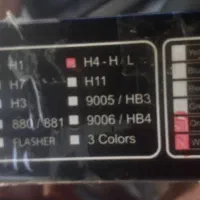 H1 H4 - H / L
H7 H11
H3 9005 / HB3
880 / 881 9006 / HB4
FLASHER 3 Colors